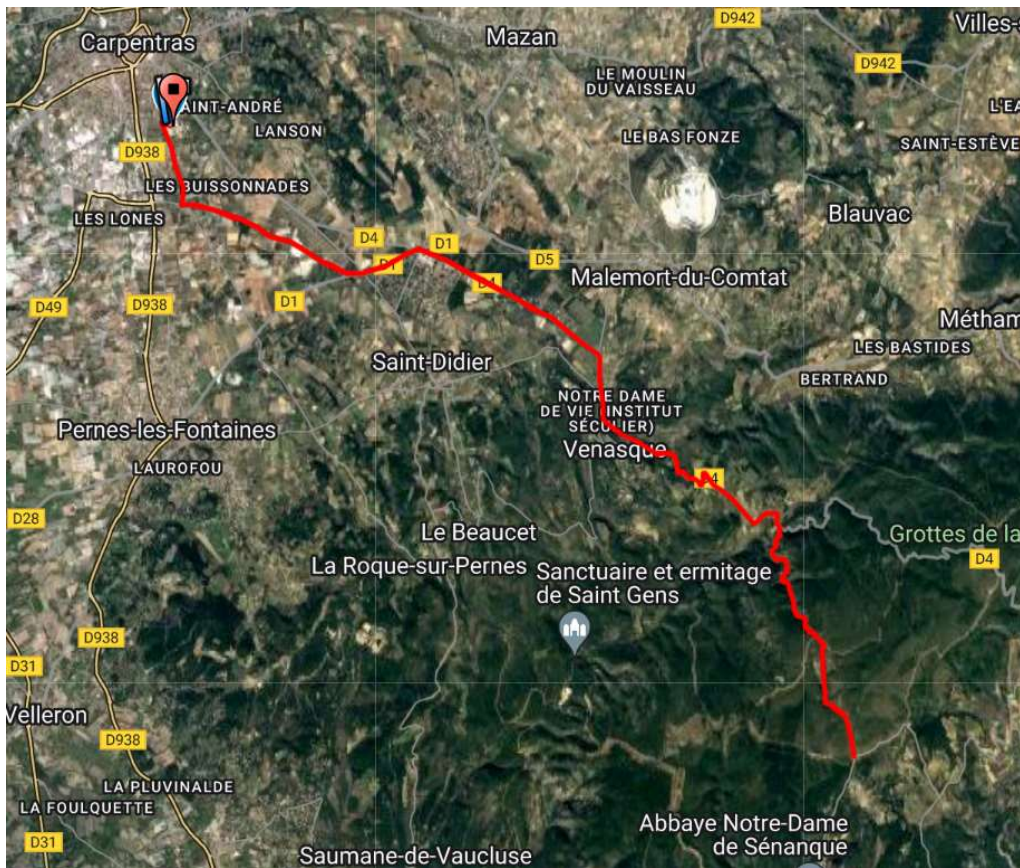 D942
Villes-s
Carpentras
Mazan
D942
LE MOULIN
DU VAISSEAU
AINT-ANDRÉ
L'EA
LANSON
LE BAS FONZE
SAINT-ESTÈVE
D938
LES BUISSONNADES
LES LONES
Blauvac
D4
D1
D1
D5
D4
Malemort-du-Comtat
D49
D938
D1
Métham
LES BASTIDES
Saint-Didier
BERTRAND
NOTRE DAME
DE VIE (INSTITUT
SÉCULIER)
Pernes-les-Fontaines
Venasque
LAUROFOU
D28
Le Beaucet
Grottes de la
D4
La Roque-sur-Pernes
Sanctuaire et ermitage
de Saint Gens
D938
D31
Velleron
D938
LA PLUVINALDE
LA FOULQUETTE
D31
Abbaye Notre-Dame
de Sénanque
Saumane-de-Vaucluse